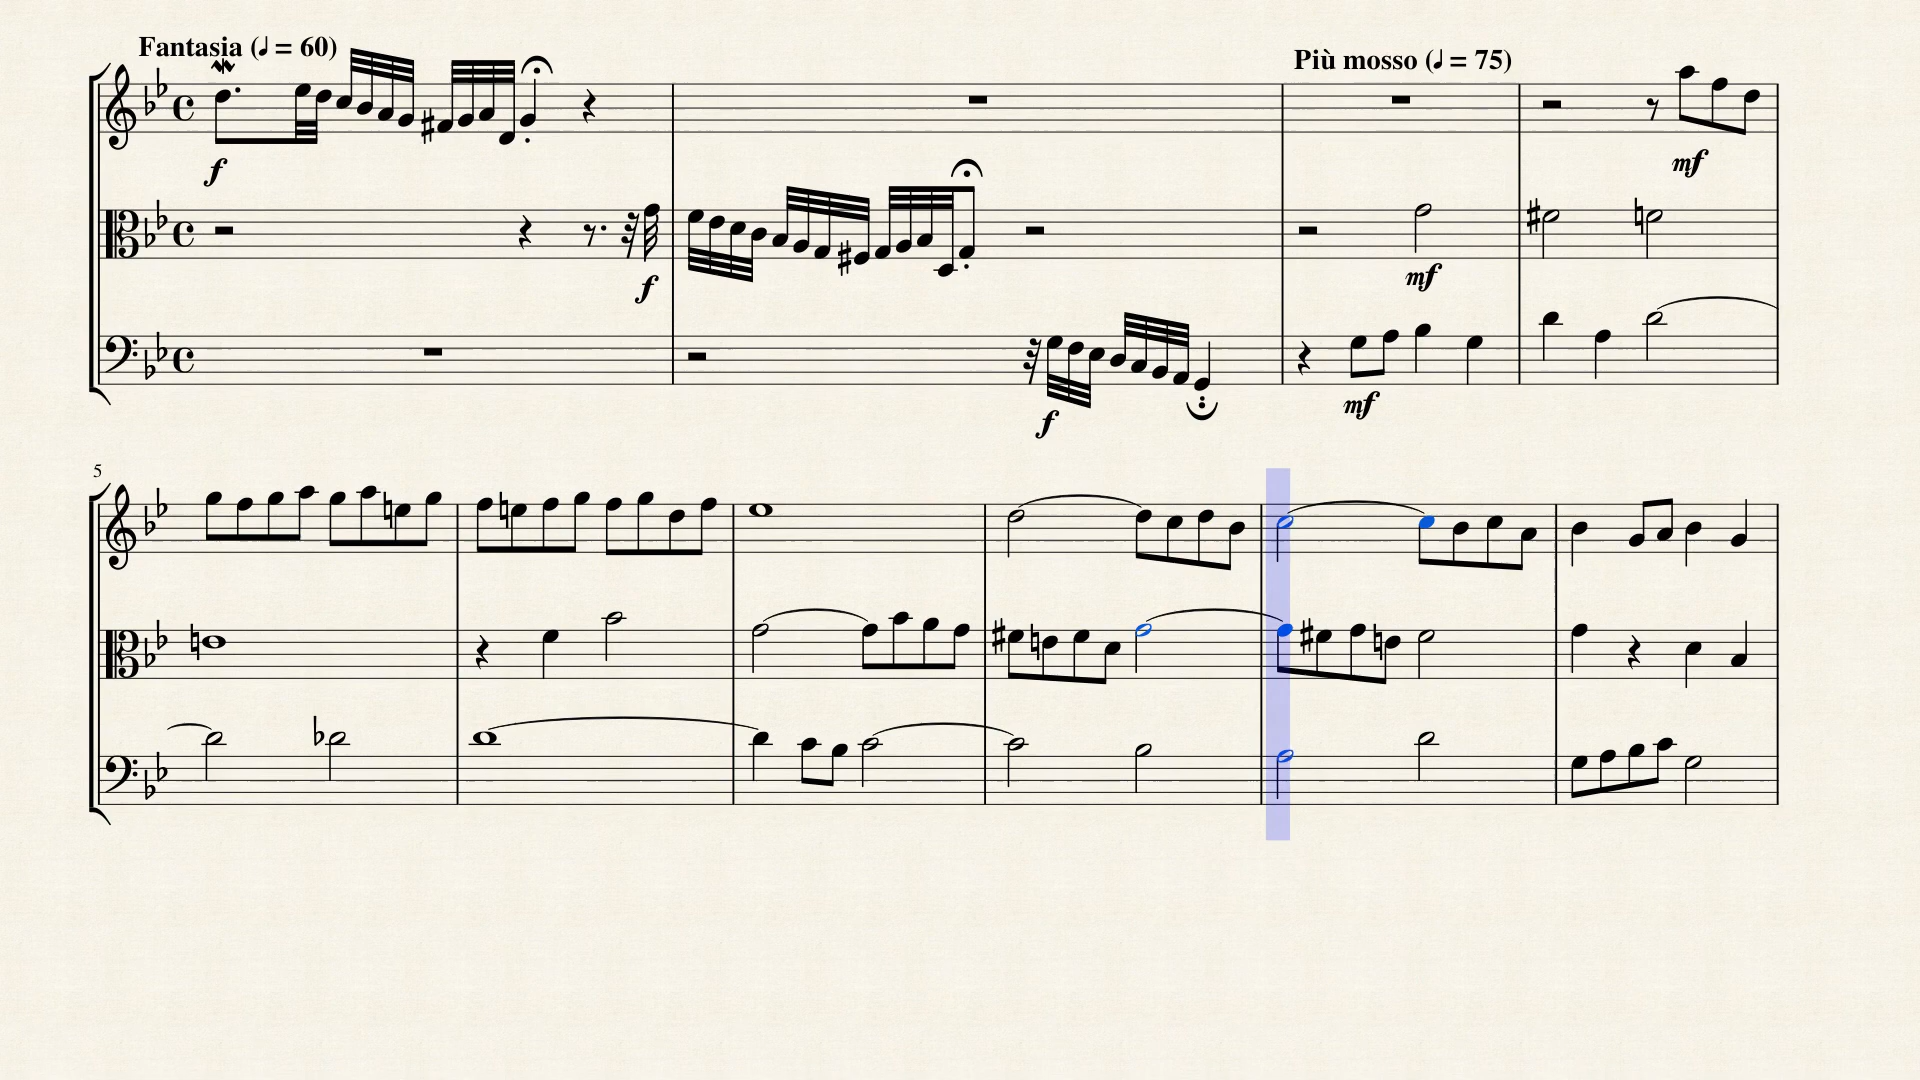 Fantasia (♩ = 60)
Più mosso (♩ = 75)
f
mf
f
mf
f
mf
5